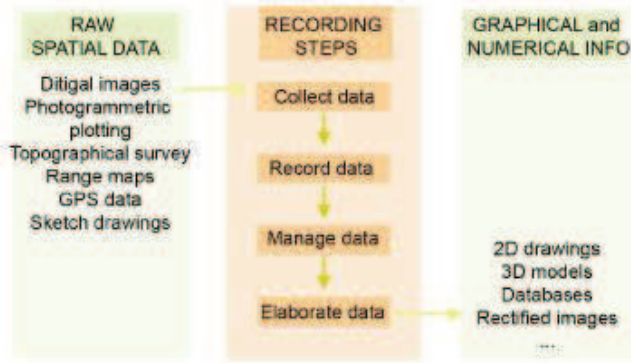 RAW
SPATIAL DATA
Ditigal images
Photogrammetric
plotting
Topographical survey
Range maps
GPS data
Sketch drawings
RECORDING
STEPS
Collect data
Record data
Manage data
Elaborate data
GRAPHICAL and
NUMERICAL INFO
2D drawings
3D models
Databases
Rectified images
....